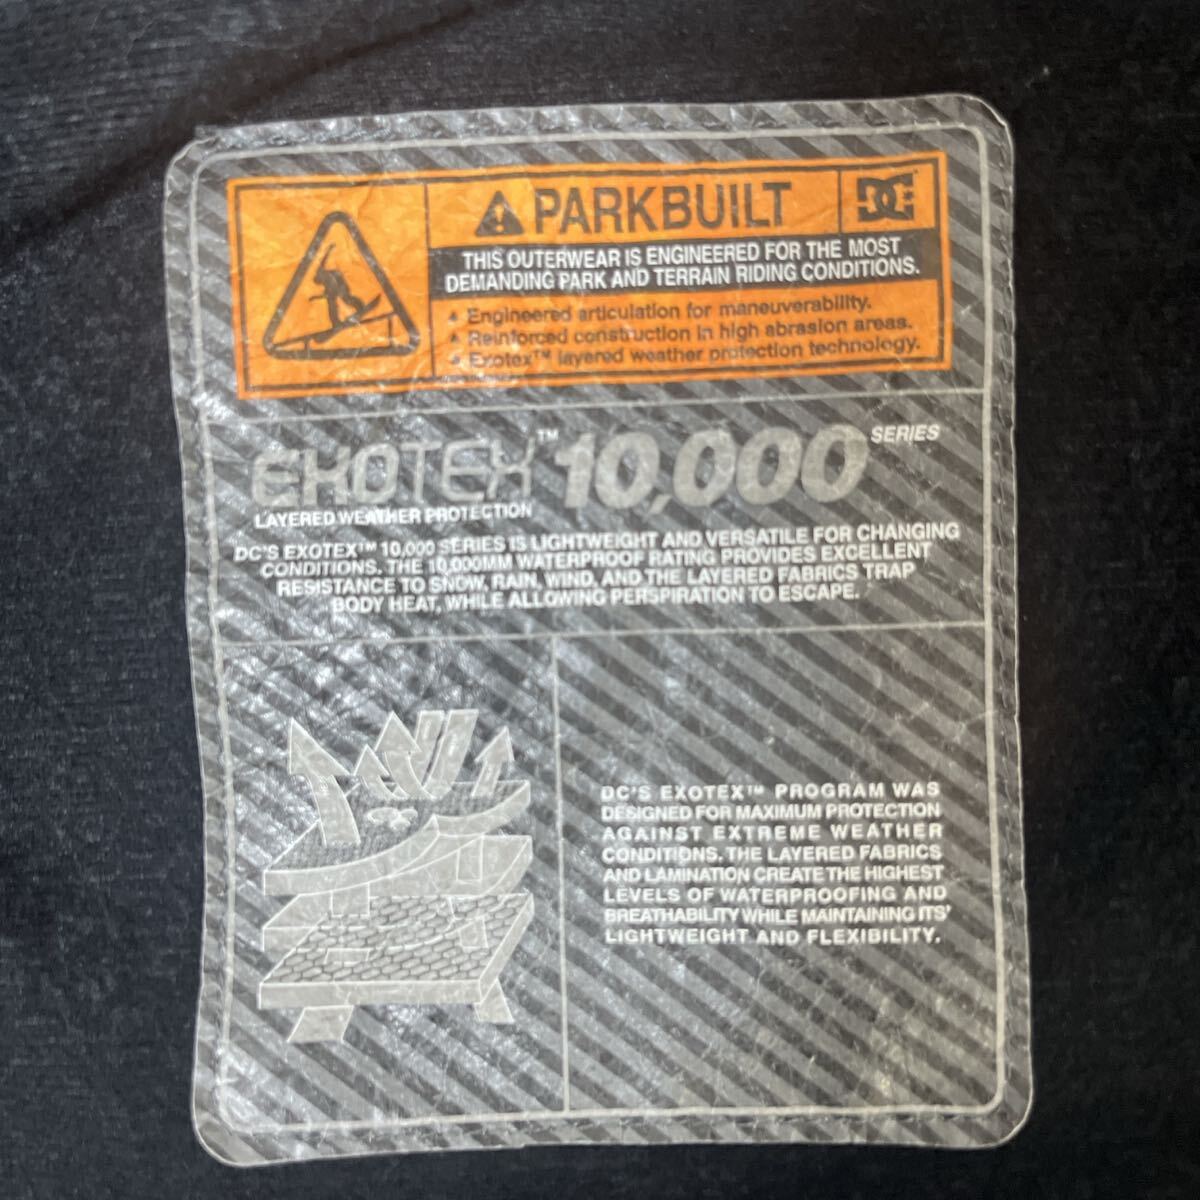 PARKBUILT
DC
THIS OUTERWEAR IS ENGINEERED FOR THE MOST
DEMANDING PARK AND TERRAIN RIDING CONDITIONS.
▲ Engineered articulation for maneuverability.
▲ Reinforced construction in high abrasion areas.
▲ Exotex™ layered weather protection technology.
EXOTEX™ 10,000 SERIES
LAYERED WEATHER PROTECTION
DC'S EXOTEX™ 10,000 SERIES IS LIGHTWEIGHT AND VERSATILE FOR CHANGING
CONDITIONS. THE 10,000MM WATERPROOF RATING PROVIDES EXCELLENT
RESISTANCE TO SNOW, RAIN, WIND, AND THE LAYERED FABRICS TRAP
BODY HEAT, WHILE ALLOWING PERSPIRATION TO ESCAPE.
DC'S EXOTEX™ PROGRAM WAS
DESIGNED FOR MAXIMUM PROTECTION
AGAINST EXTREME WEATHER
CONDITIONS. THE LAYERED FABRICS
AND LAMINATION CREATE THE HIGHEST
LEVELS OF WATERPROOFING AND
BREATHABILITY WHILE MAINTAINING ITS'
LIGHTWEIGHT AND FLEXIBILITY.